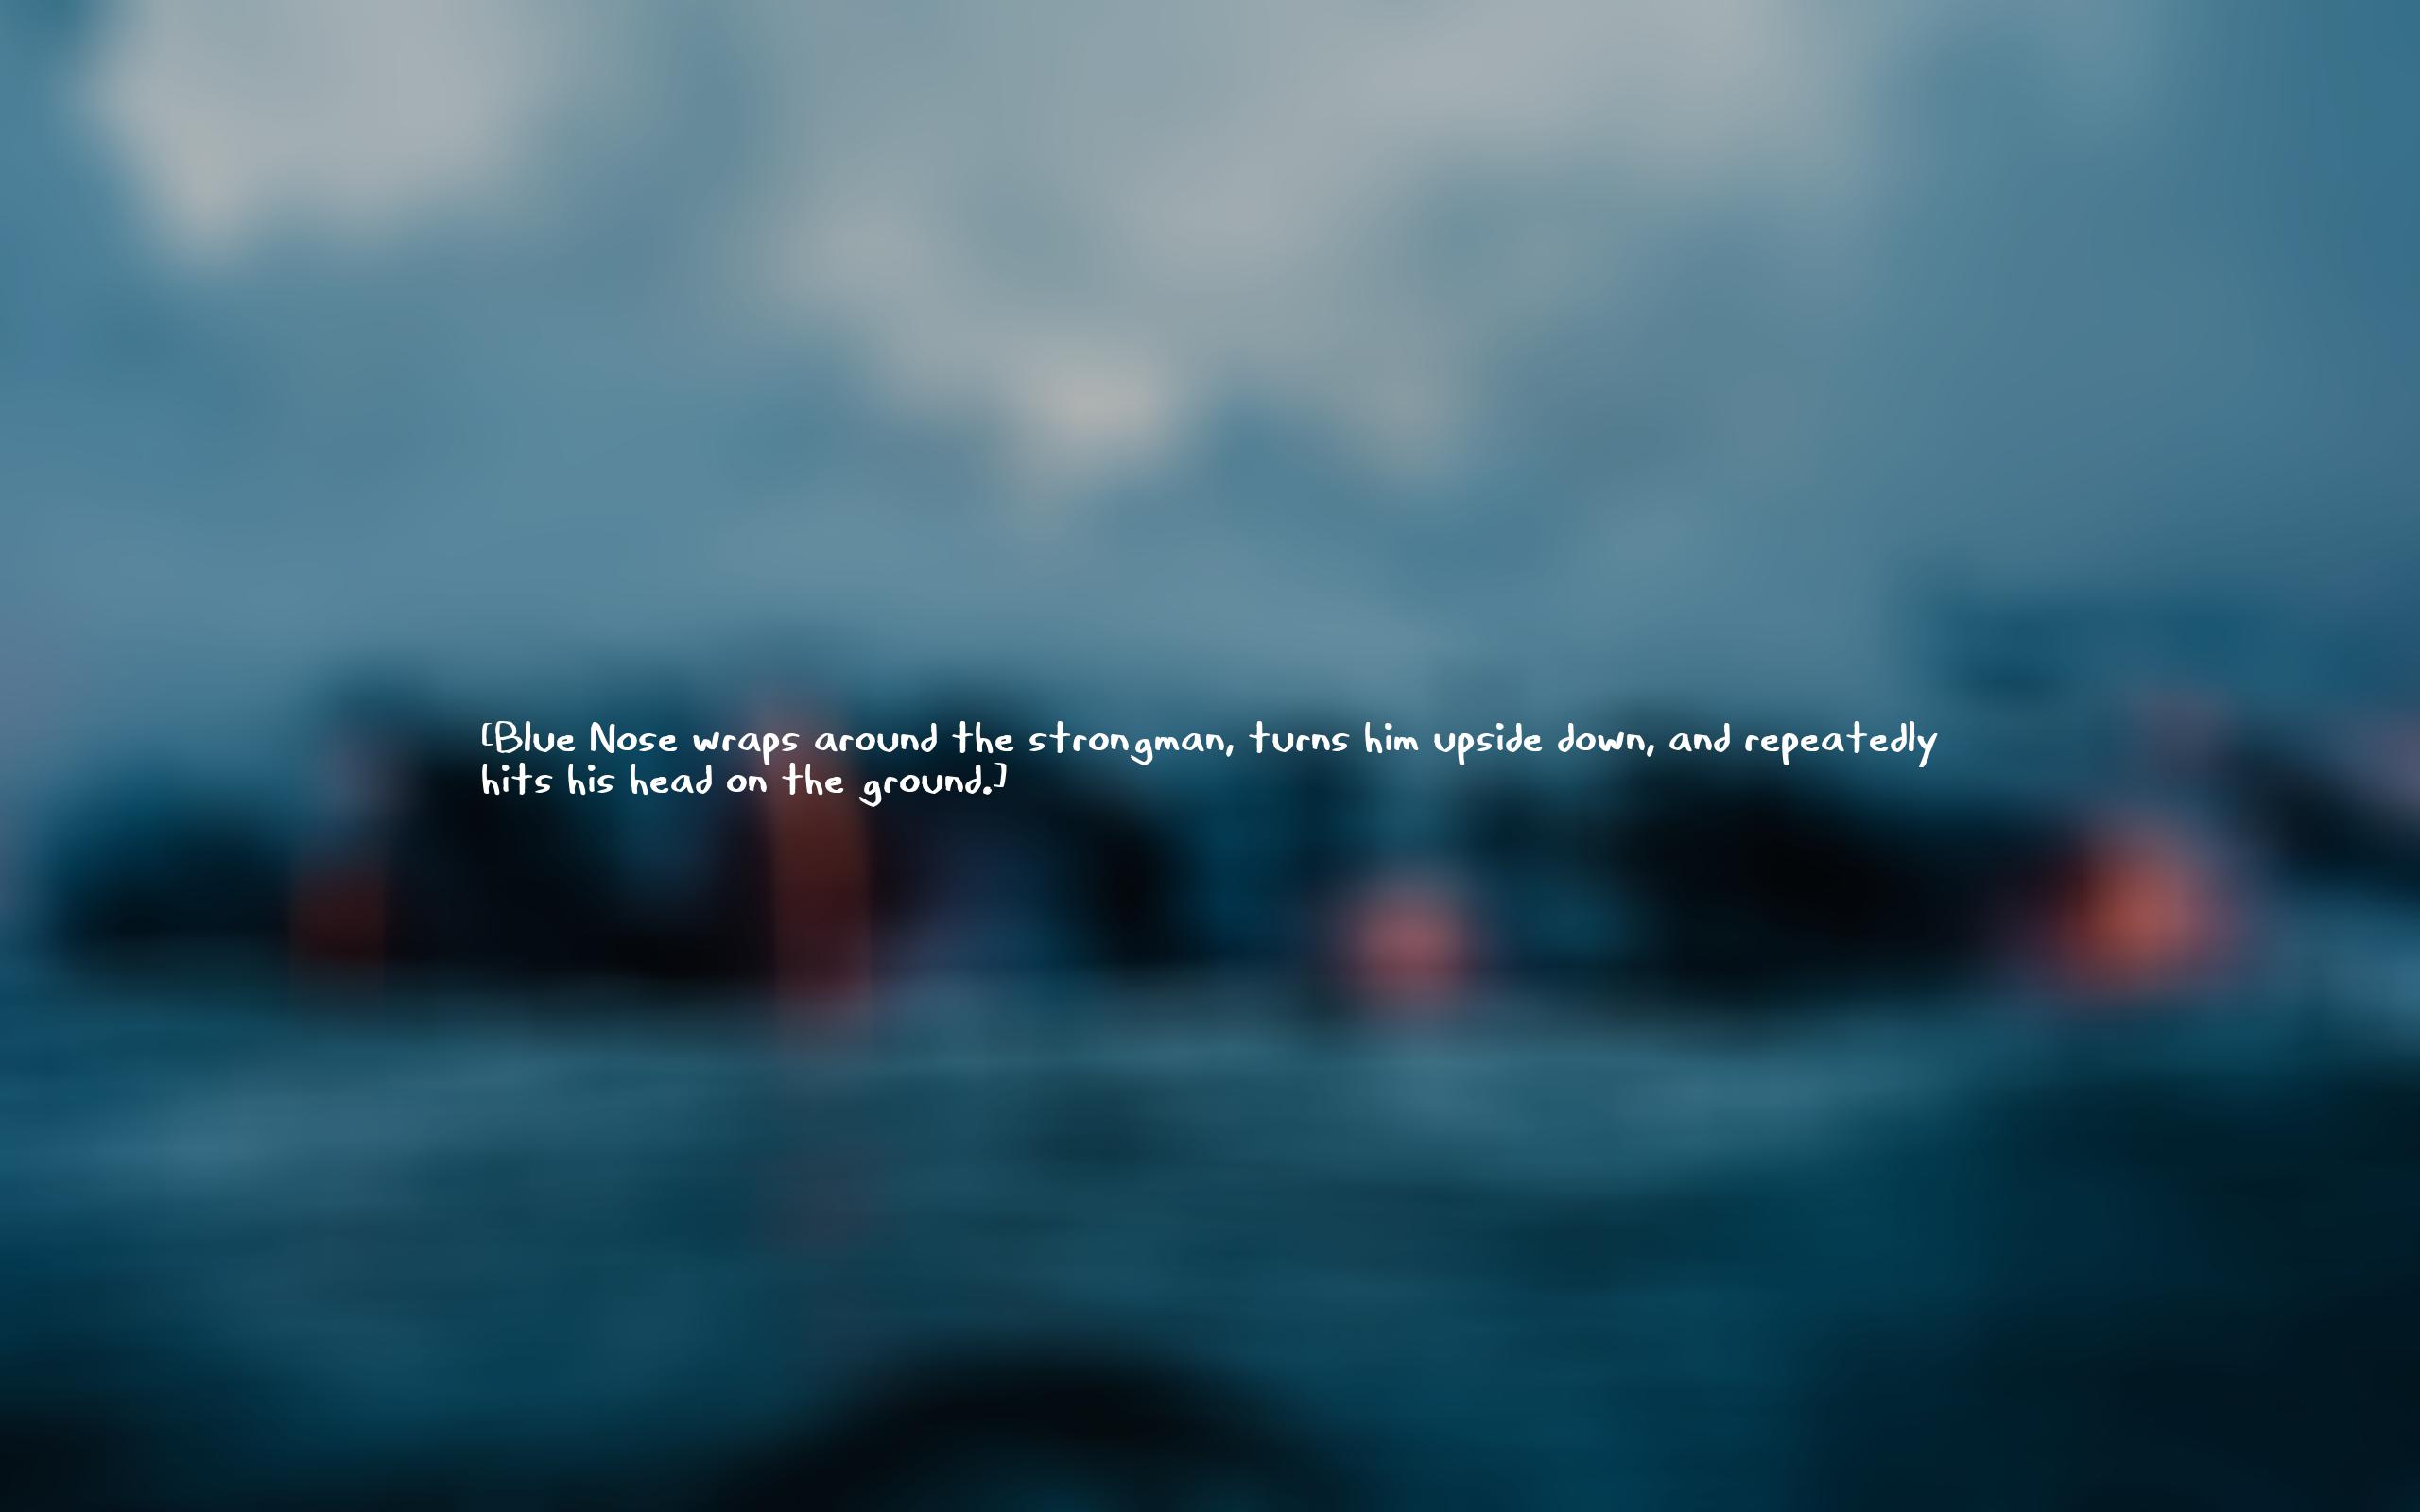 [Blue Nose wraps around the strongman, turns him upside down, and repeatedly
hits his head on the ground.]